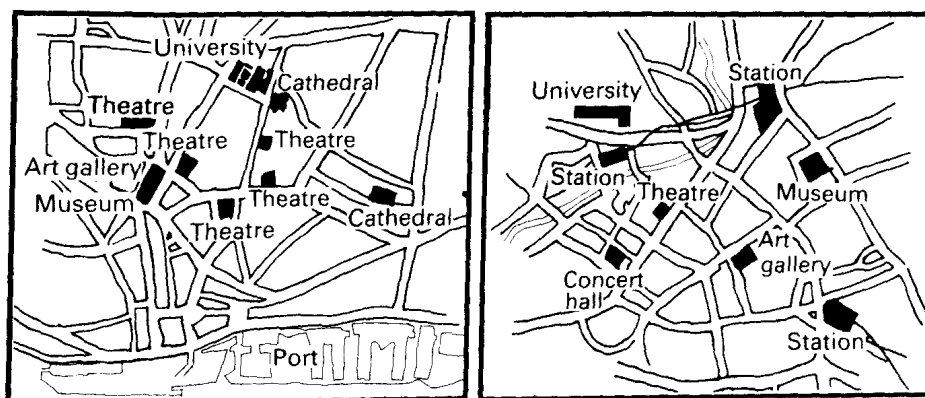 University
Cathedral
Theatre
Theatre
Theatre
Art gallery
Museum
Theatre
Theatre
Cathedral
Port
Station
University
Station
Theatre
Museum
Art
gallery
Concert
hall
Station